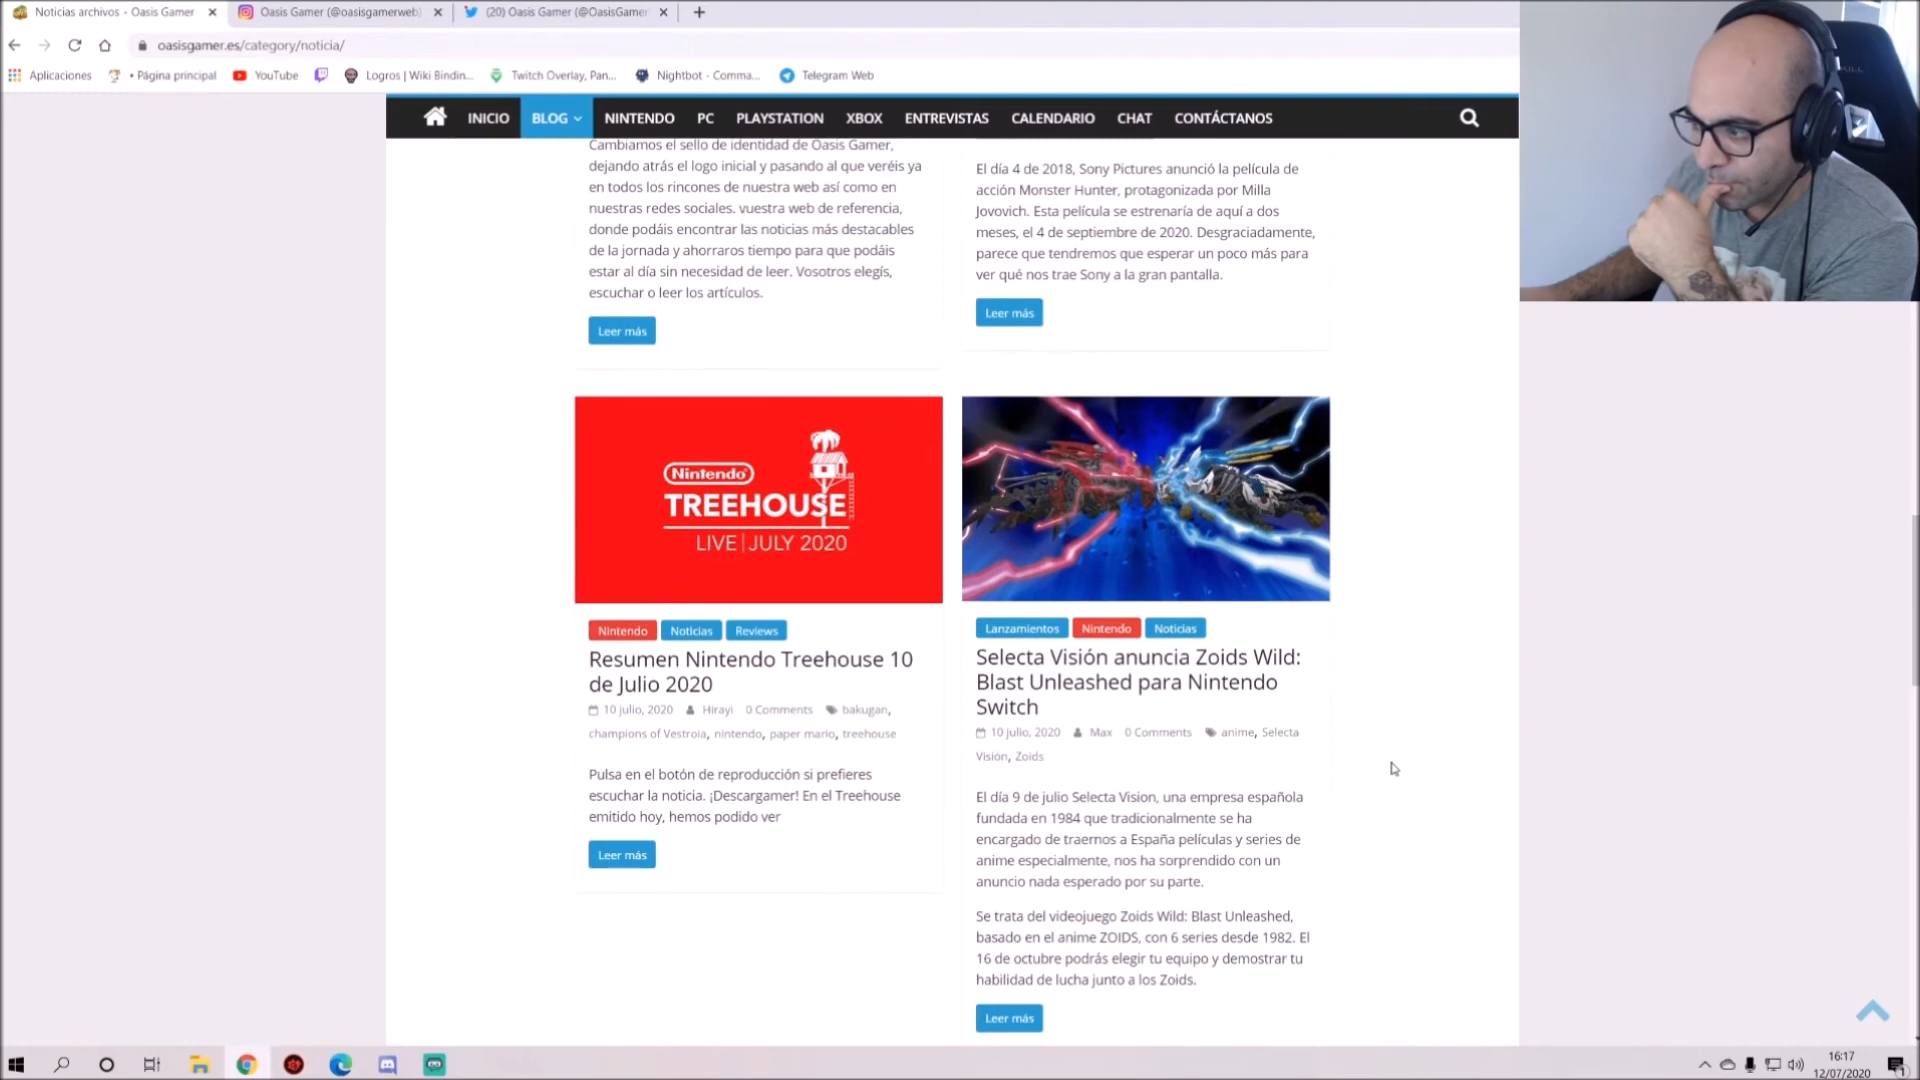 Noticias archivos - Oasis Gamer
Oasis Gamer (@oasisgamerweb)
(20) Oasis Gamer (@OasisGamer
oasisgamer.es/category/noticia/
Aplicaciones
• Página principal
YouTube
Logros | Wiki Bindin...
Twitch Overlay, Pan...
Nightbot - Comma...
Telegram Web
INICIO BLOG NINTENDO PC PLAYSTATION XBOX ENTREVISTAS CALENDARIO CHAT CONTÁCTANOS
Cambiamos el sello de identidad de Oasis Gamer,
dejando atrás el logo inicial y pasando al que veréis ya
en todos los rincones de nuestra web así como en
nuestras redes sociales. vuestra web de referencia,
donde podáis encontrar las noticias más destacables
de la jornada y ahorraros tiempo para que podáis
estar al día sin necesidad de leer. Vosotros elegís,
escuchar o leer los artículos.
Leer más
El día 4 de 2018, Sony Pictures anunció la película de
acción Monster Hunter, protagonizada por Milla
Jovovich. Esta película se estrenaría de aquí a dos
meses, el 4 de septiembre de 2020. Desgraciadamente,
parece que tendremos que esperar un poco más para
ver qué nos trae Sony a la gran pantalla.
Leer más
Nintendo
TREEHOUSE
LIVE | JULY 2020
Nintendo Noticias Reviews
Resumen Nintendo Treehouse 10
de Julio 2020
10 julio, 2020 Hirayi 0 Comments bakugan,
champions of Vestroia, nintendo, paper mario, treehouse
Pulsa en el botón de reproducción si prefieres
escuchar la noticia. ¡Descargamer! En el Treehouse
emitido hoy, hemos podido ver
Leer más
Lanzamientos Nintendo Noticias
Selecta Visión anuncia Zoids Wild:
Blast Unleashed para Nintendo
Switch
10 julio, 2020 Max 0 Comments anime, Selecta
Visión, Zoids
El día 9 de julio Selecta Vision, una empresa española
fundada en 1984 que tradicionalmente se ha
encargado de traernos a España películas y series de
anime especialmente, nos ha sorprendido con un
anuncio nada esperado por su parte.
Se trata del videojuego Zoids Wild: Blast Unleashed,
basado en el anime ZOIDS, con 6 series desde 1982. El
16 de octubre podrás elegir tu equipo y demostrar tu
habilidad de lucha junto a los Zoids.
Leer más
16:17
12/07/2020
1